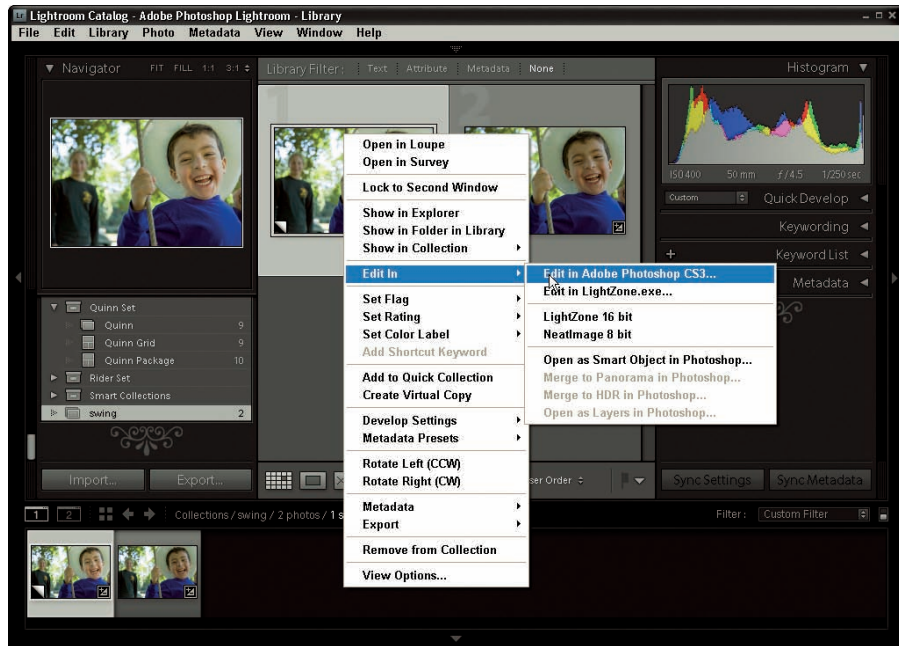 Lr Lightroom Catalog - Adobe Photoshop Lightroom - Library
File Edit Library Photo Metadata View Window Help
Navigator FIT FILL 1:1 3:1
Library Filter: Text Attribute Metadata None
Histogram
1 2
ISO 400 50 mm f / 4.5 1/250 sec
Custom Quick Develop
Keywording
+ Keyword List
Metadata
Quinn Set
Quinn 9
Quinn Grid 9
Quinn Package 10
Rider Set
Smart Collections
swing 2
Import... Export...
Open in Loupe
Open in Survey
Lock to Second Window
Show in Explorer
Show in Folder in Library
Show in Collection
Edit In
Set Flag
Set Rating
Set Color Label
Add Shortcut Keyword
Add to Quick Collection
Create Virtual Copy
Develop Settings
Metadata Presets
Rotate Left (CCW)
Rotate Right (CW)
Metadata
Export
Remove from Collection
View Options...
Edit in Adobe Photoshop CS3...
Edit in LightZone.exe...
LightZone 16 bit
NeatImage 8 bit
Open as Smart Object in Photoshop...
Merge to Panorama in Photoshop...
Merge to HDR in Photoshop...
Open as Layers in Photoshop...
Order
Sync Settings Sync Metadata
1 2 Collections / swing / 2 photos / 1
Filter: Custom Filter